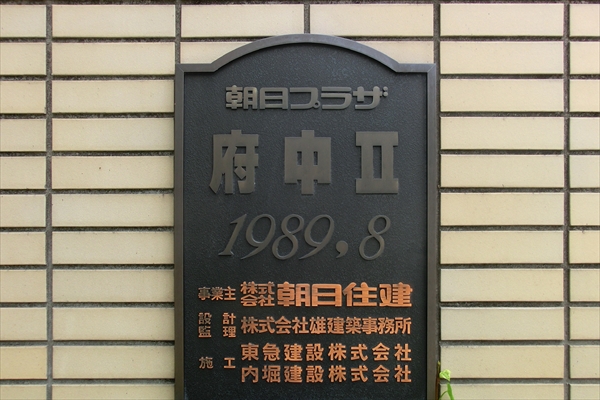 朝日プラザ
府中Ⅱ
1989,8
事業主 株式会社 朝日住建
設計監理 株式会社雄建築事務所
施工 東急建設株式会社
内堀建設株式会社